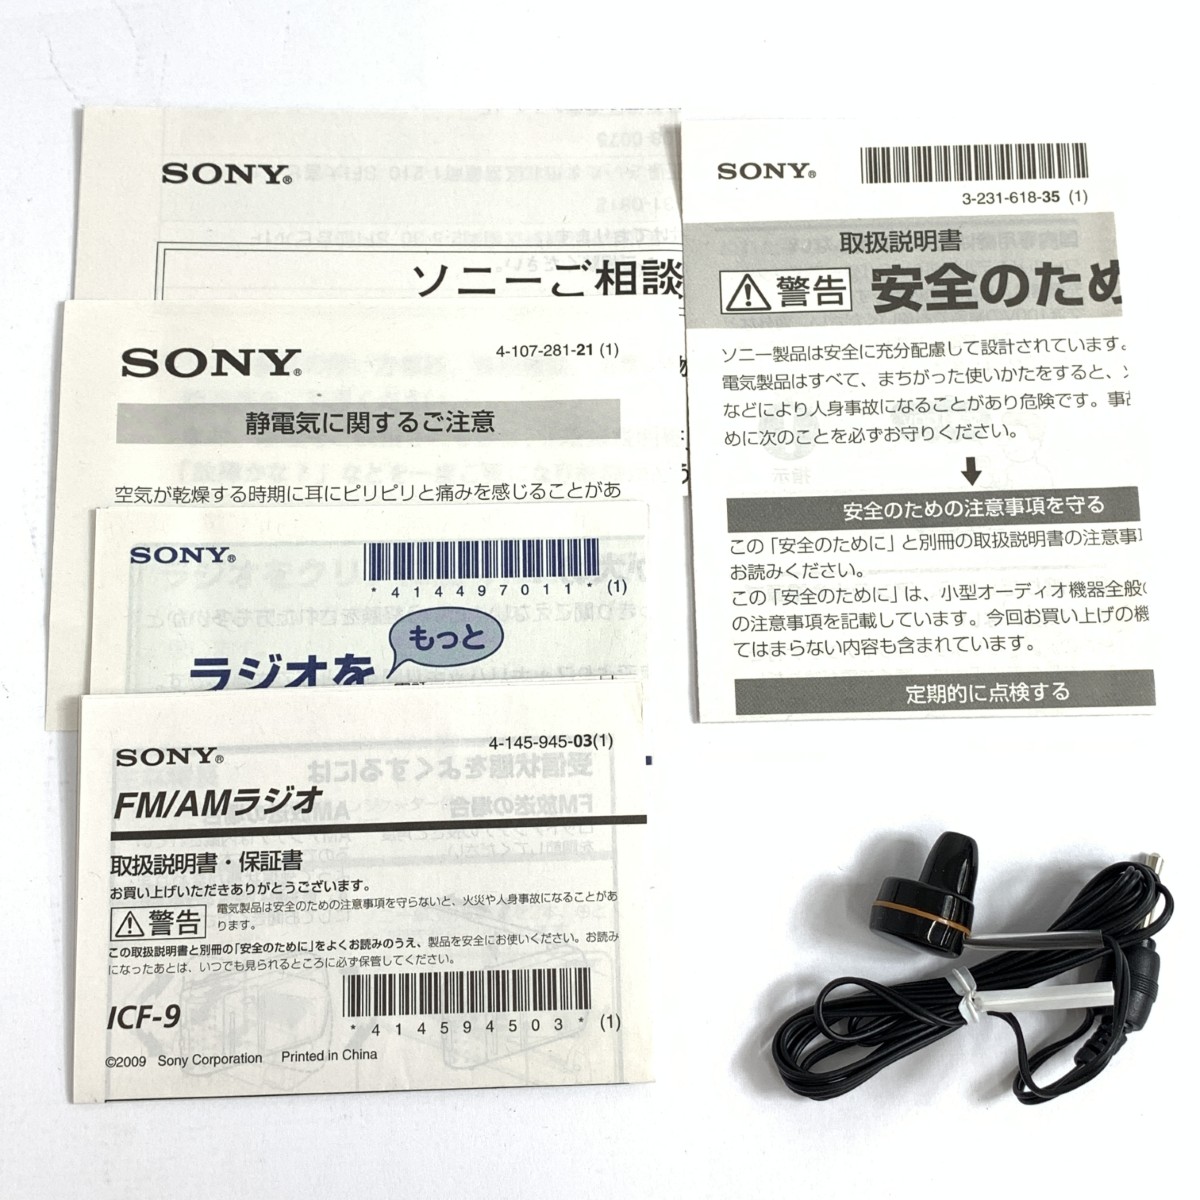 SONY®
ソニーご相談
SONY®
4-107-281-21 (1)
静電気に関するご注意
空気が乾燥する時期に耳にピリピリと痛みを感じることがあ
SONY®
*414497011* (1)
もっと
ラジオを
SONY®
4-145-945-03(1)
FM/AMラジオ
取扱説明書・保証書
お買い上げいただきありがとうございます。
警告
電気製品は安全のための注意事項を守らないと、火災や人身事故になることがあ
ります。
この取扱説明書と別冊の「安全のために」をよくお読みのうえ、製品を安全にお使いください。お読み
になったあとは、いつでも見られるところに必ず保管してください。
ICF-9
*414594503* (1)
©2009 Sony Corporation Printed in China
SONY®
3-231-618-35 (1)
取扱説明書
警告 安全のため
ソニー製品は安全に充分配慮して設計されています。
電気製品はすべて、まちがった使いかたをすると、
などにより人身事故になることがあり危険です。事故
めに次のことを必ずお守りください。
安全のための注意事項を守る
この「安全のために」と別冊の取扱説明書の注意事
お読みください。
この「安全のために」は、小型オーディオ機器全般の
の注意事項を記載しています。今回お買い上げの機
てはまらない内容も含まれています。
定期的に点検する